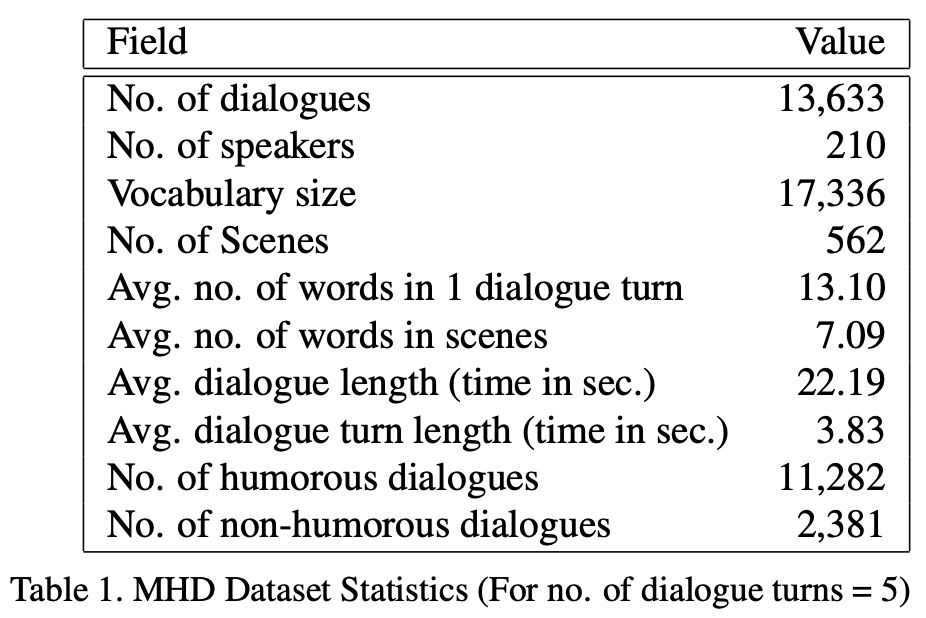 Field Value
No. of dialogues 13,633
No. of speakers 210
Vocabulary size 17,336
No. of Scenes 562
Avg. no. of words in 1 dialogue turn 13.10
Avg. no. of words in scenes 7.09
Avg. dialogue length (time in sec.) 22.19
Avg. dialogue turn length (time in sec.) 3.83
No. of humorous dialogues 11,282
No. of non-humorous dialogues 2,381
Table 1. MHD Dataset Statistics (For no. of dialogue turns = 5)